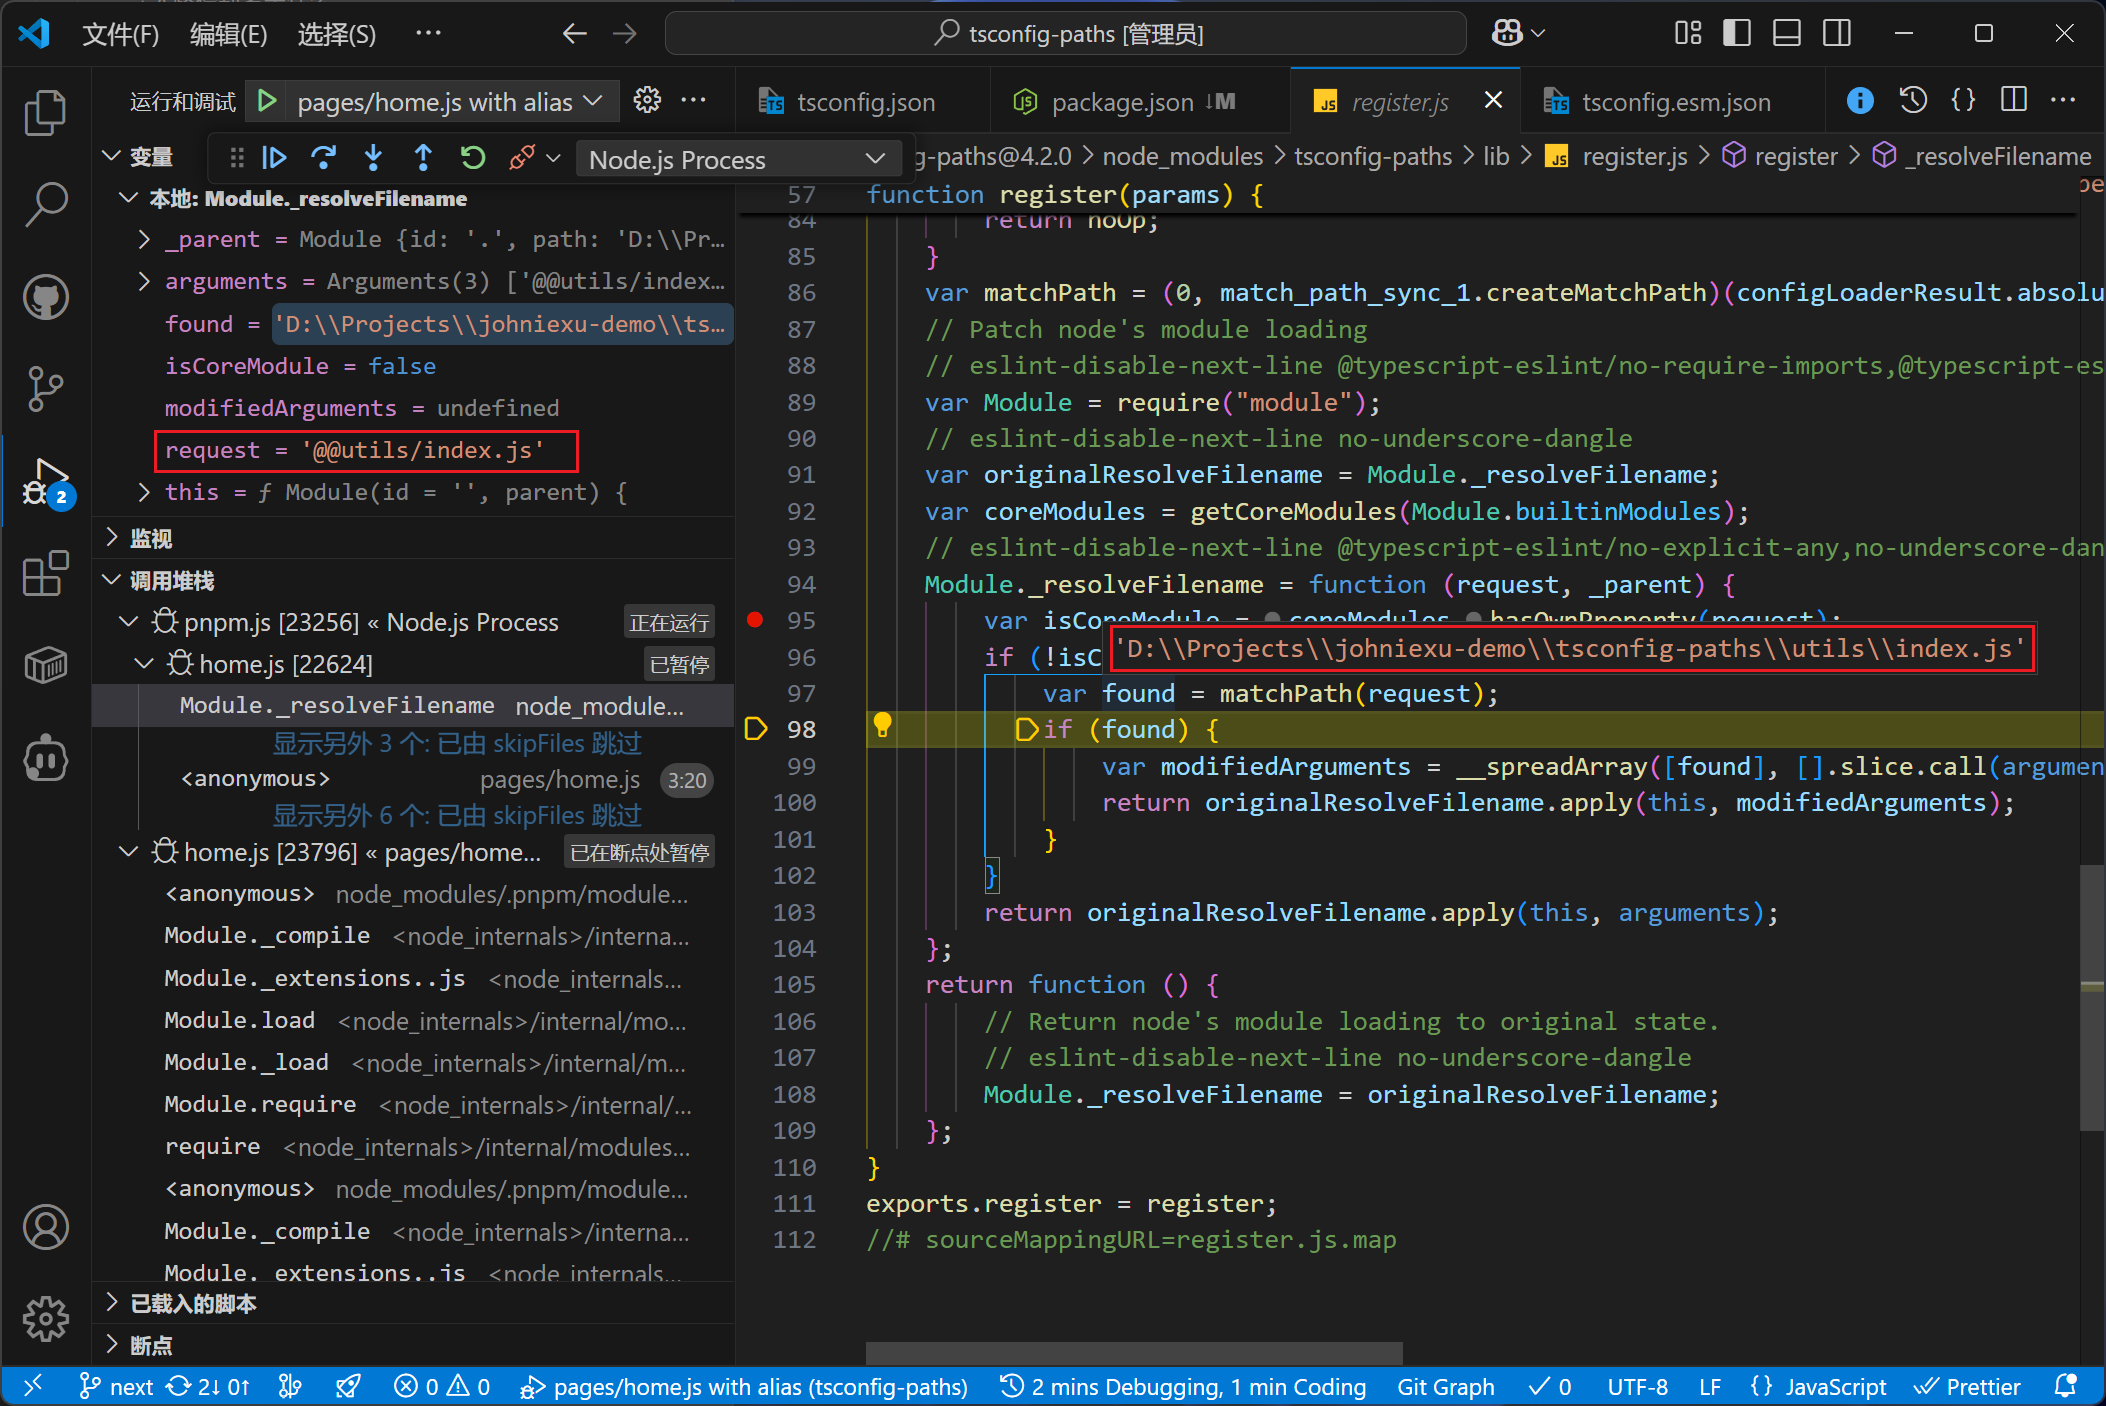 文件(F) 编辑(E) 选择(S) ··· tsconfig-paths [管理员]
运行和调试 pages/home.js with alias
tsconfig.json package.json ↓M register.js tsconfig.esm.json
Node.js Process
g-paths@4.2.0 > node_modules > tsconfig-paths > lib > register.js > register > _resolveFilename
变量
本地: Module._resolveFilename
_parent = Module {id: '.', path: 'D:\\Pr…
arguments = Arguments(3) ['@@utils/index…
found = 'D:\\Projects\\johniexu-demo\\ts…
isCoreModule = false
modifiedArguments = undefined
request = '@@utils/index.js'
this = ƒ Module(id = '', parent) {
监视
调用堆栈
pnpm.js [23256] « Node.js Process 正在运行
home.js [22624] 已暂停
Module._resolveFilename node_module...
显示另外 3 个: 已由 skipFiles 跳过
<anonymous> pages/home.js 3:20
显示另外 6 个: 已由 skipFiles 跳过
home.js [23796] « pages/home... 已在断点处暂停
<anonymous> node_modules/.pnpm/module...
Module._compile <node_internals>/interna...
Module._extensions..js <node_internals...
Module.load <node_internals>/internal/mo...
Module._load <node_internals>/internal/m...
Module.require <node_internals>/internal/...
require <node_internals>/internal/modules...
<anonymous> node_modules/.pnpm/module...
Module._compile <node_internals>/interna...
Module._extensions..js <node_internals...
已载入的脚本
断点
57 function register(params) {
84 return noOp;
85 }
86 var matchPath = (0, match_path_sync_1.createMatchPath)(configLoaderResult.absolu
87 // Patch node's module loading
88 // eslint-disable-next-line @typescript-eslint/no-require-imports,@typescript-es
89 var Module = require("module");
90 // eslint-disable-next-line no-underscore-dangle
91 var originalResolveFilename = Module._resolveFilename;
92 var coreModules = getCoreModules(Module.builtinModules);
93 // eslint-disable-next-line @typescript-eslint/no-explicit-any,no-underscore-dan
94 Module._resolveFilename = function (request, _parent) {
95 var isCoreModule = coreModules.hasOwnProperty(request);
'D:\\Projects\\johniexu-demo\\tsconfig-paths\\utils\\index.js'
96 if (!isC
97 var found = matchPath(request);
98 if (found) {
99 var modifiedArguments = __spreadArray([found], [].slice.call(argumen
100 return originalResolveFilename.apply(this, modifiedArguments);
101 }
102 }
103 return originalResolveFilename.apply(this, arguments);
104 };
105 return function () {
106 // Return node's module loading to original state.
107 // eslint-disable-next-line no-underscore-dangle
108 Module._resolveFilename = originalResolveFilename;
109 };
110 }
111 exports.register = register;
112 //# sourceMappingURL=register.js.map
2
next 2↓ 0↑ 0 0 pages/home.js with alias (tsconfig-paths) 2 mins Debugging, 1 min Coding Git Graph 0 UTF-8 LF {} JavaScript Prettier